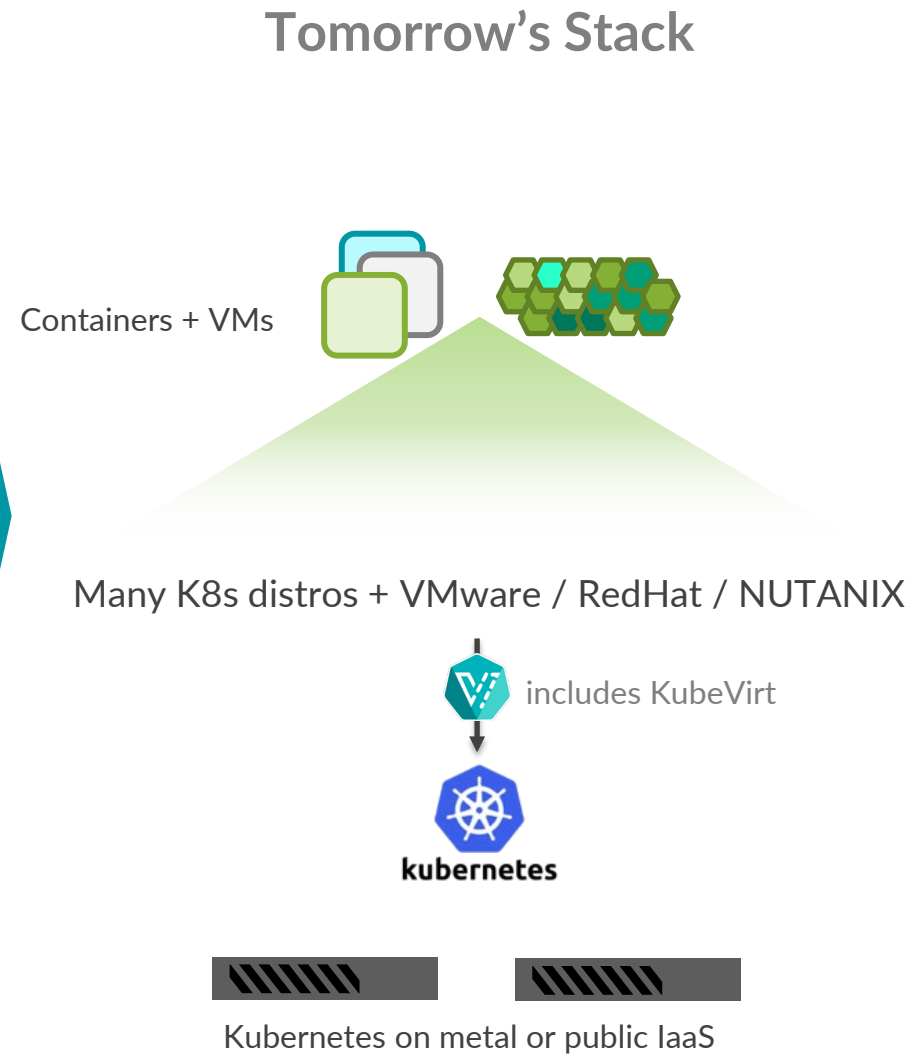 Tomorrow’s Stack
Containers + VMs
Many K8s distros + VMware / RedHat / NUTANIX
includes KubeVirt
kubernetes
Kubernetes on metal or public IaaS